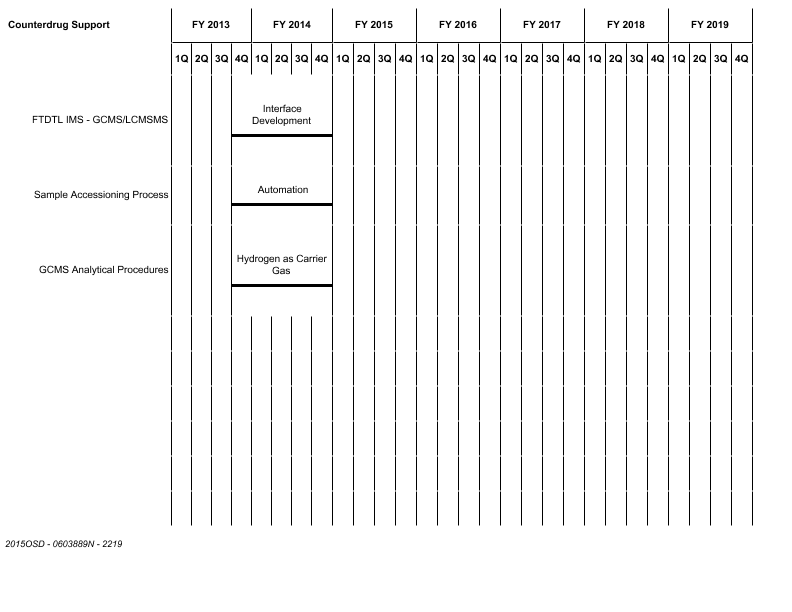 Counterdrug Support FY 2013 FY 2014 FY 2015 FY 2016 FY 2017 FY 2018 FY 2019
1Q 2Q 3Q 4Q 1Q 2Q 3Q 4Q 1Q 2Q 3Q 4Q 1Q 2Q 3Q 4Q 1Q 2Q 3Q 4Q 1Q 2Q 3Q 4Q 1Q 2Q 3Q 4Q
FTDTL IMS - GCMS/LCMSMS
Interface
Development
Sample Accessioning Process
Automation
GCMS Analytical Procedures
Hydrogen as Carrier
Gas
2015OSD - 0603889N - 2219